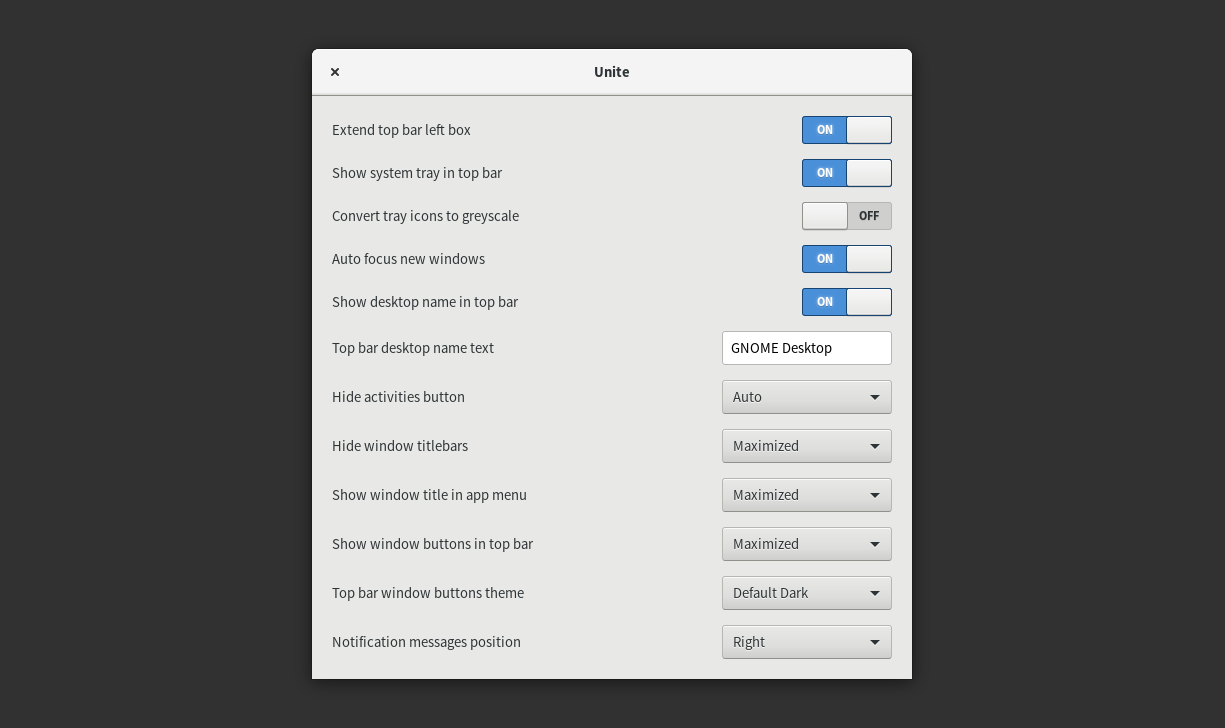 × Unite
Extend top bar left box ON
Show system tray in top bar ON
Convert tray icons to greyscale OFF
Auto focus new windows ON
Show desktop name in top bar ON
Top bar desktop name text GNOME Desktop
Hide activities button Auto
Hide window titlebars Maximized
Show window title in app menu Maximized
Show window buttons in top bar Maximized
Top bar window buttons theme Default Dark
Notification messages position Right